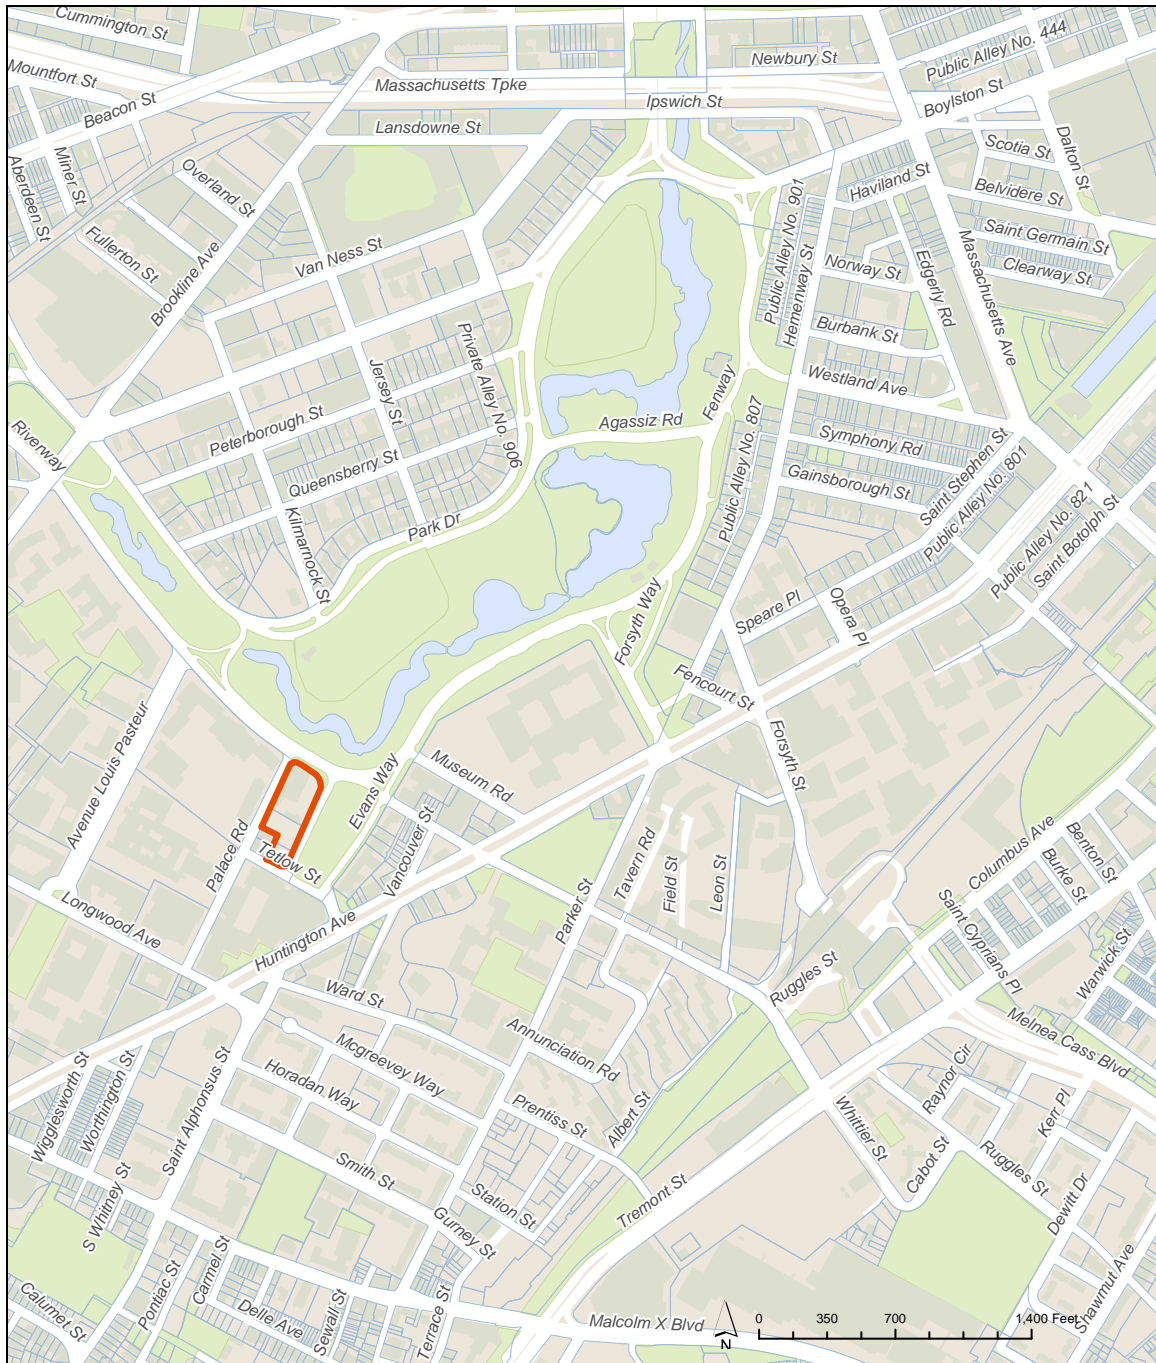 Cummington St
Mountfort St
Beacon St
Massachusetts Tpke
Newbury St
Public Alley No. 444
Ipswich St
Boylston St
Lansdowne St
Aberdeen St
Miner St
Overland St
Fullerton St
Brookline Ave
Van Ness St
Public Alley No. 901
Haviland St
Scotia St
Dalton St
Belvidere St
Saint Germain St
Clearway St
Massachusetts Ave
Edgerly Rd
Norway St
Hemenway St
Burbank St
Westland Ave
Private Alley No. 906
Jersey St
Peterborough St
Queensberry St
Kilmarnock St
Park Dr
Riverway
Agassiz Rd
Fenway
Public Alley No. 807
Symphony Rd
Gainsborough St
Saint Stephen St
Public Alley No. 801
Public Alley No. 821
Saint Botolph St
Speare Pl
Opera Pl
Forsyth Way
Fencourt St
Forsyth St
Avenue Louis Pasteur
Palace Rd
Tetlow St
Evans Way
Museum Rd
Vancouver St
Longwood Ave
Huntington Ave
Parker St
Tavern Rd
Field St
Leon St
Columbus Ave
Benton St
Burke St
Saint Cyprians Pl
Warwick St
Ruggles St
Melnea Cass Blvd
Ward St
Mcgreevey Way
Horadan Way
Annunciation Rd
Prentiss St
Albert St
Wigglesworth St
Worthington St
Saint Alphonsus St
S Whitney St
Smith St
Station St
Gurney St
Tremont St
Whittier St
Cabot St
Raynor Cir
Kerr Pl
Ruggles St
Dewitt Dr
Shawmut Ave
Calumet St
Pontiac St
Carmel St
Delle Ave
Sewall St
Terrace St
Malcolm X Blvd
N
0 350 700 1,400 Feet